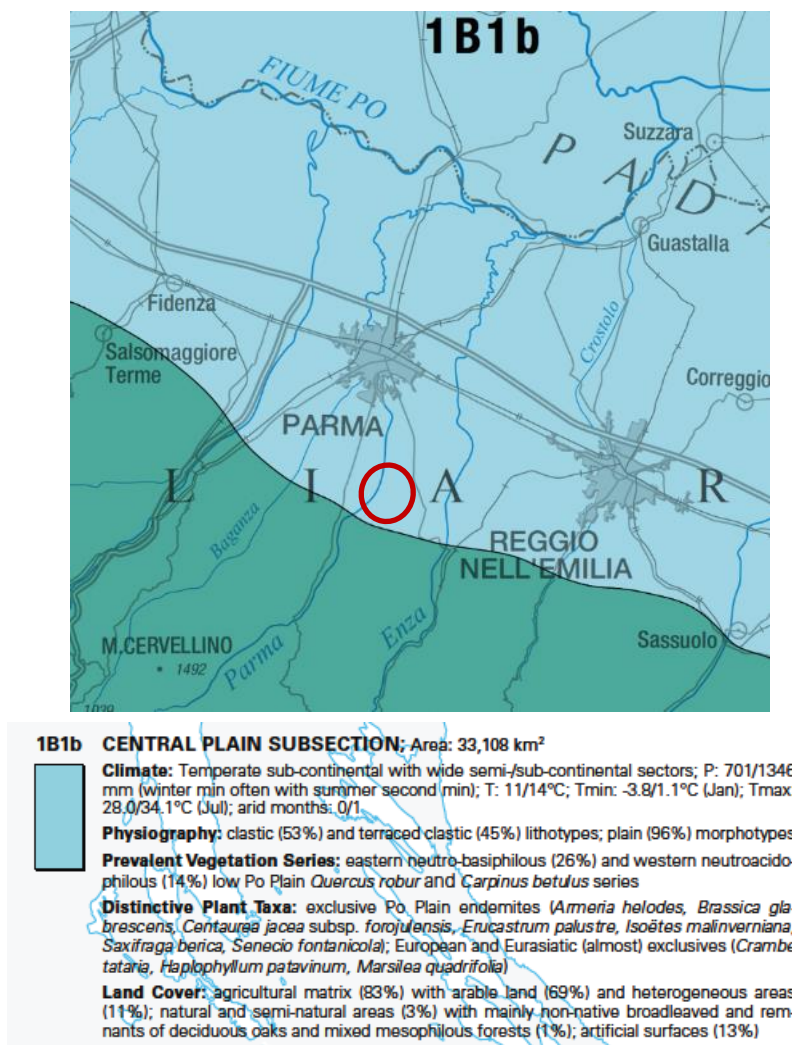 1B1b
FIUME PO
Suzzara
P A D
Guastalla
Fidenza
Crostolo
Salsomaggiore
Terme
Correggio
PARMA
L I A R
Baganza
REGGIO
NELL'EMILIA
Enza
Sassuolo
M.CERVELLINO
1492
Parma
1039
1B1b CENTRAL PLAIN SUBSECTION; Area: 33,108 km²
Climate: Temperate sub-continental with wide semi-/sub-continental sectors; P: 701/1346
mm (winter min often with summer second min); T: 11/14°C; Tmin: -3.8/1.1°C (Jan); Tmax:
28.0/34.1°C (Jul); arid months: 0/1
Physiography: clastic (53%) and terraced clastic (45%) lithotypes; plain (96%) morphotypes
Prevalent Vegetation Series: eastern neutro-basiphilous (26%) and western neutroacido-
philous (14%) low Po Plain Quercus robur and Carpinus betulus series
Distinctive Plant Taxa: exclusive Po Plain endemites (Armeria helodes, Brassica gla-
brescens, Centaurea jacea subsp. forojulensis, Erucastrum palustre, Isoëtes malinverniana,
Saxifraga berica, Senecio fontanicola); European and Eurasiatic (almost) exclusives (Crambe
tataria, Haplophyllum patavinum, Marsilea quadrifolia)
Land Cover: agricultural matrix (83%) with arable land (69%) and heterogeneous areas
(11%); natural and semi-natural areas (3%) with mainly non-native broadleaved and rem-
nants of deciduous oaks and mixed mesophilous forests (1%); artificial surfaces (13%)